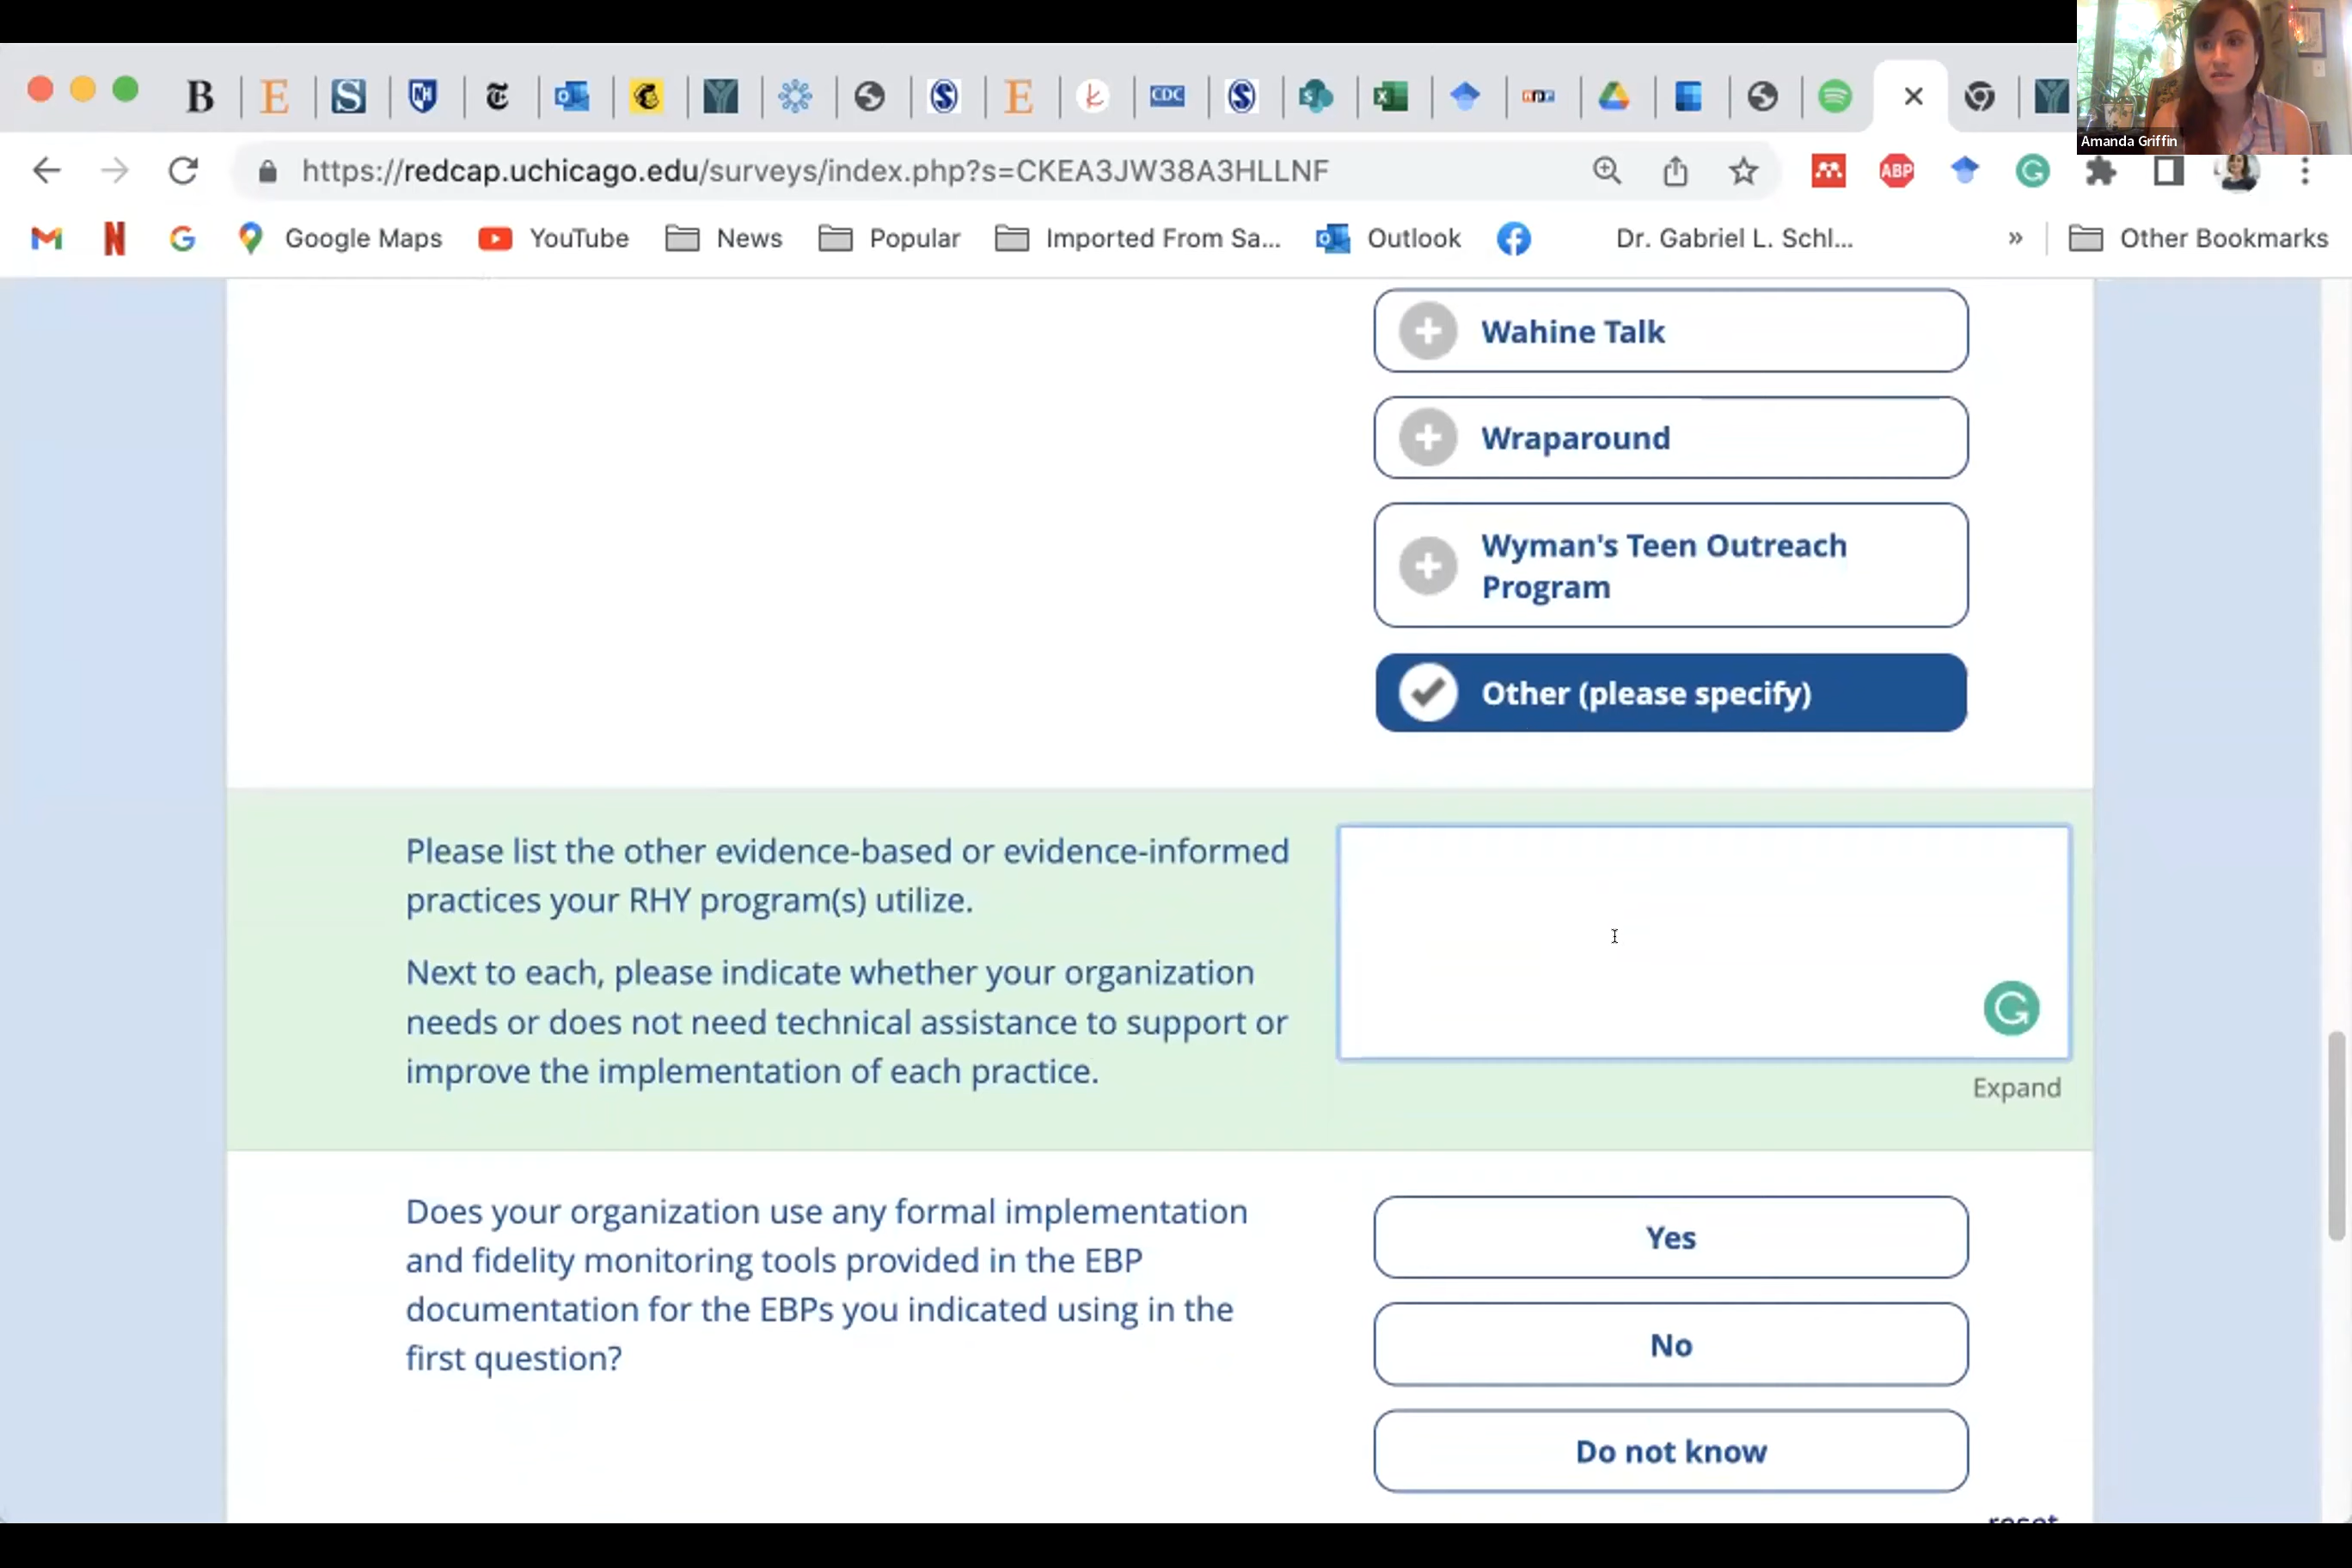 Amanda Griffin
https://redcap.uchicago.edu/surveys/index.php?s=CKEA3JW38A3HLLNF
ABP
Google Maps YouTube News Popular Imported From Sa... Outlook Dr. Gabriel L. Schl... » Other Bookmarks
Wahine Talk
Wraparound
Wyman's Teen Outreach
Program
Other (please specify)
Please list the other evidence-based or evidence-informed
practices your RHY program(s) utilize.
Next to each, please indicate whether your organization
needs or does not need technical assistance to support or
improve the implementation of each practice.
Expand
Does your organization use any formal implementation
and fidelity monitoring tools provided in the EBP
documentation for the EBPs you indicated using in the
first question?
Yes
No
Do not know
reset